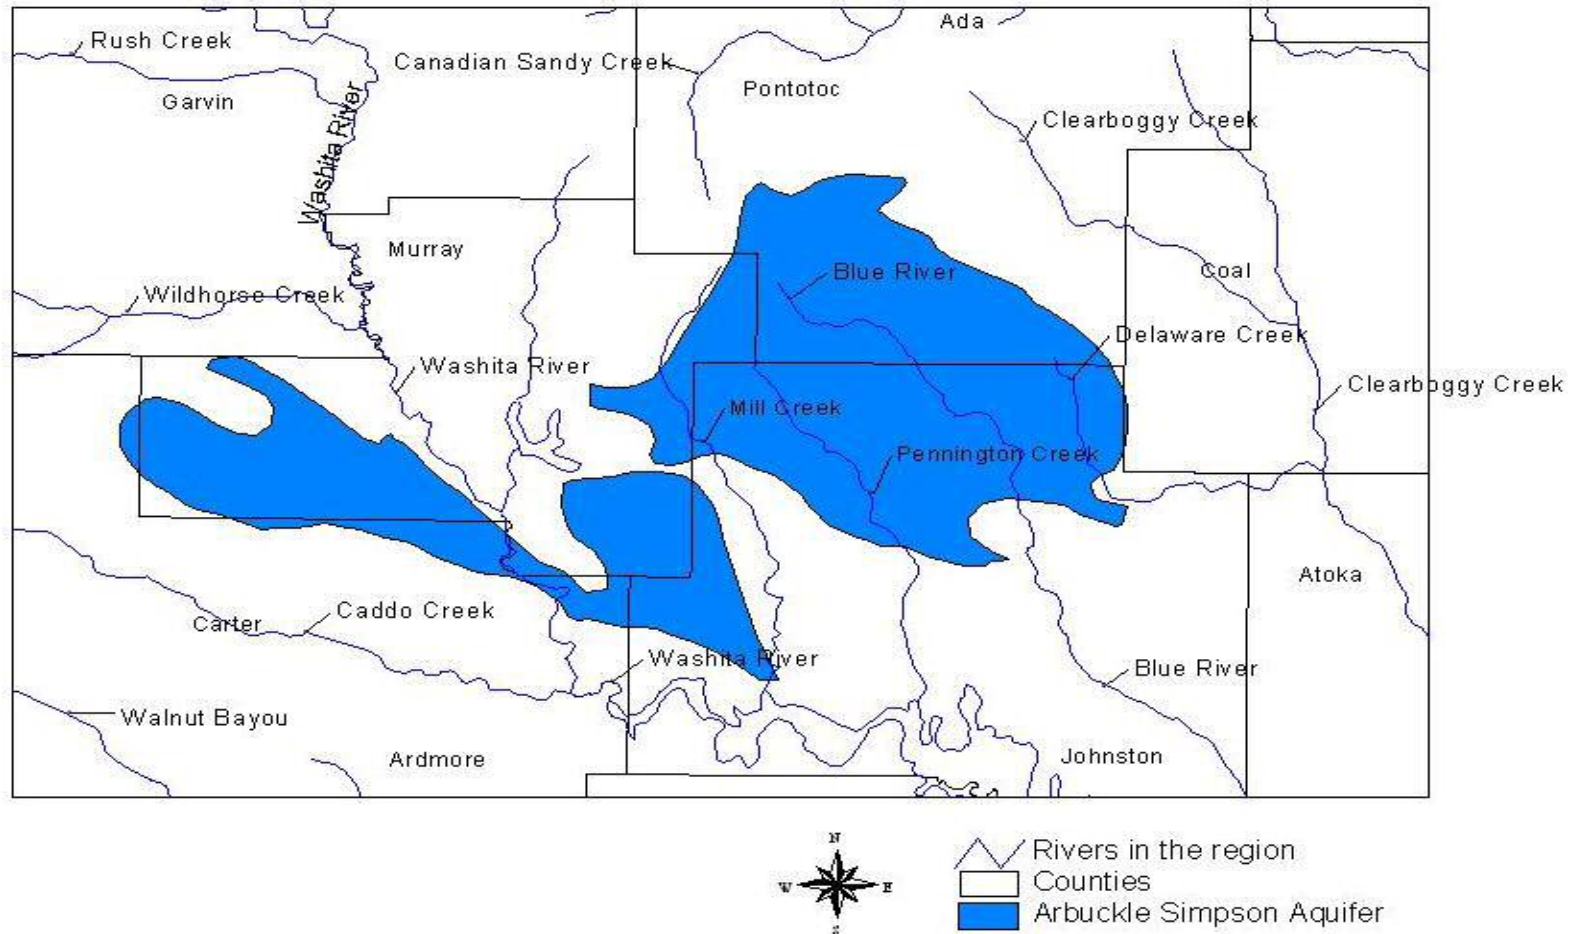 Ada
Rush Creek
Canadian Sandy Creek
Pontotoc
Garvin
Clearboggy Creek
Washita River
Murray
Blue River
Coal
Wildhorse Creek
Delaware Creek
Washita River
Clearboggy Creek
Mill Creek
Pennington Creek
Atoka
Caddo Creek
Carter
Washita River
Blue River
Walnut Bayou
Ardmore
Johnston
N
W
E
S
Rivers in the region
Counties
Arbuckle Simpson Aquifer